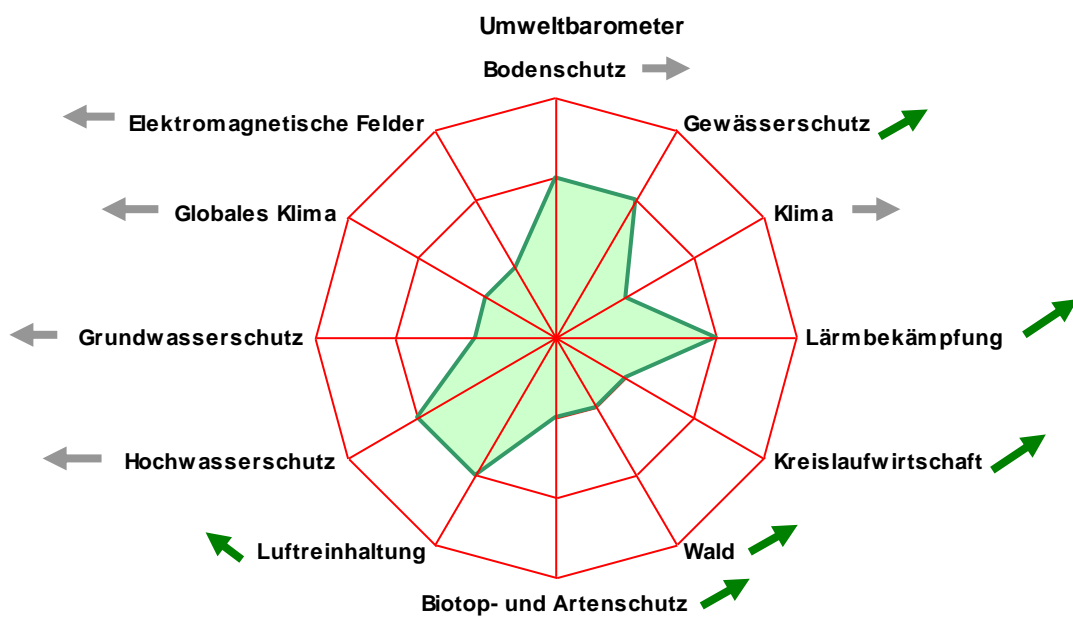 Umweltbarometer
Bodenschutz
Elektromagnetische Felder
Gewässerschutz
Globales Klima
Klima
Grundwasserschutz
Lärmbekämpfung
Hochwasserschutz
Kreislaufwirtschaft
Luftreinhaltung
Wald
Biotop- und Artenschutz